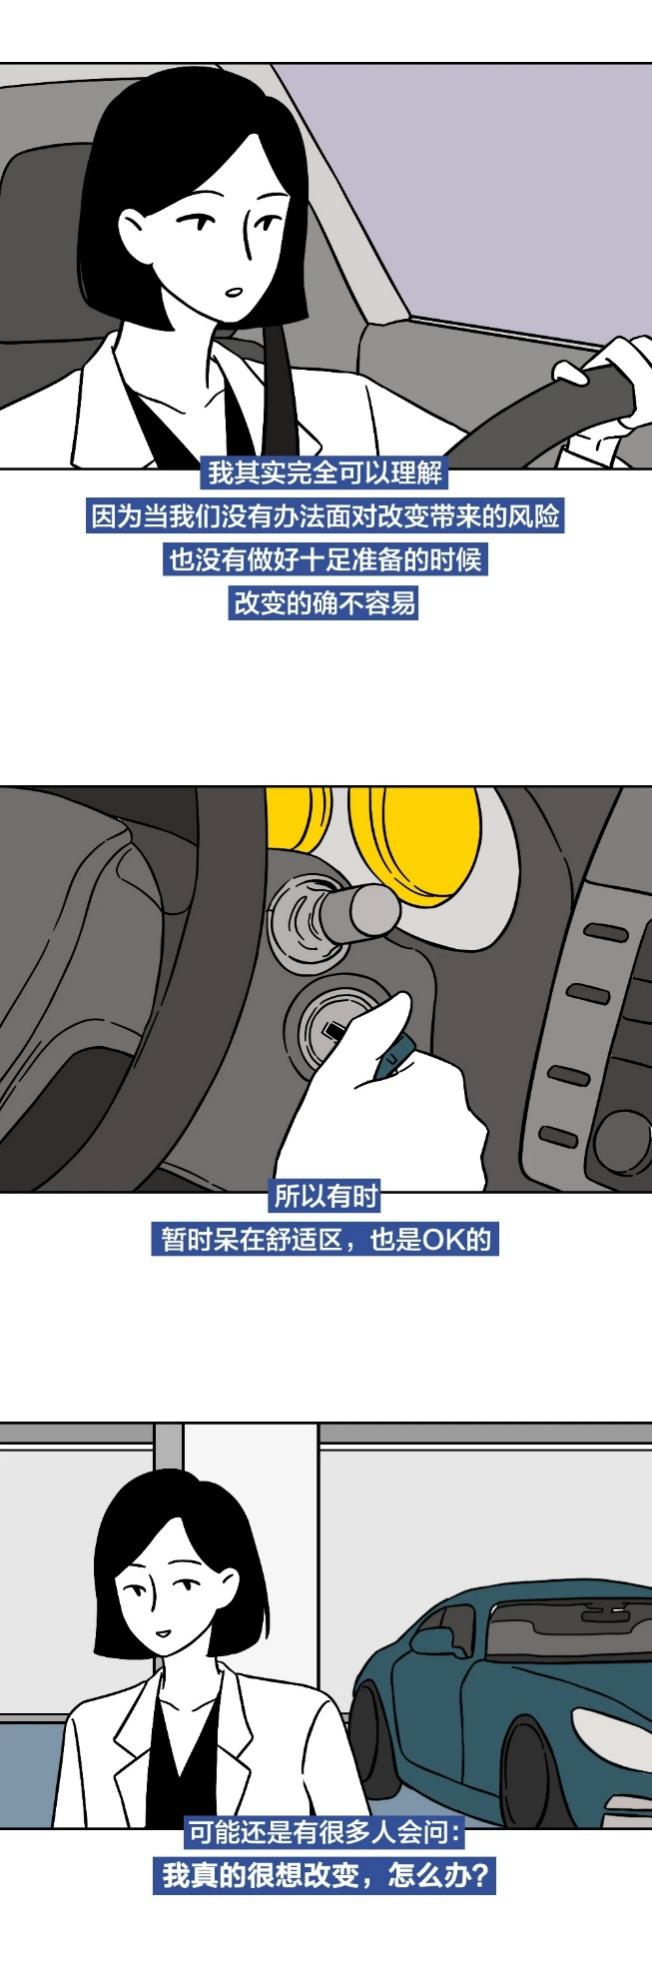 我其实完全可以理解
因为当我们没有办法面对改变带来的风险
也没有做好十足准备的时候
改变的确不容易
所以有时
暂时呆在舒适区，也是OK的
可能还是有很多人会问：
我真的很想改变，怎么办？